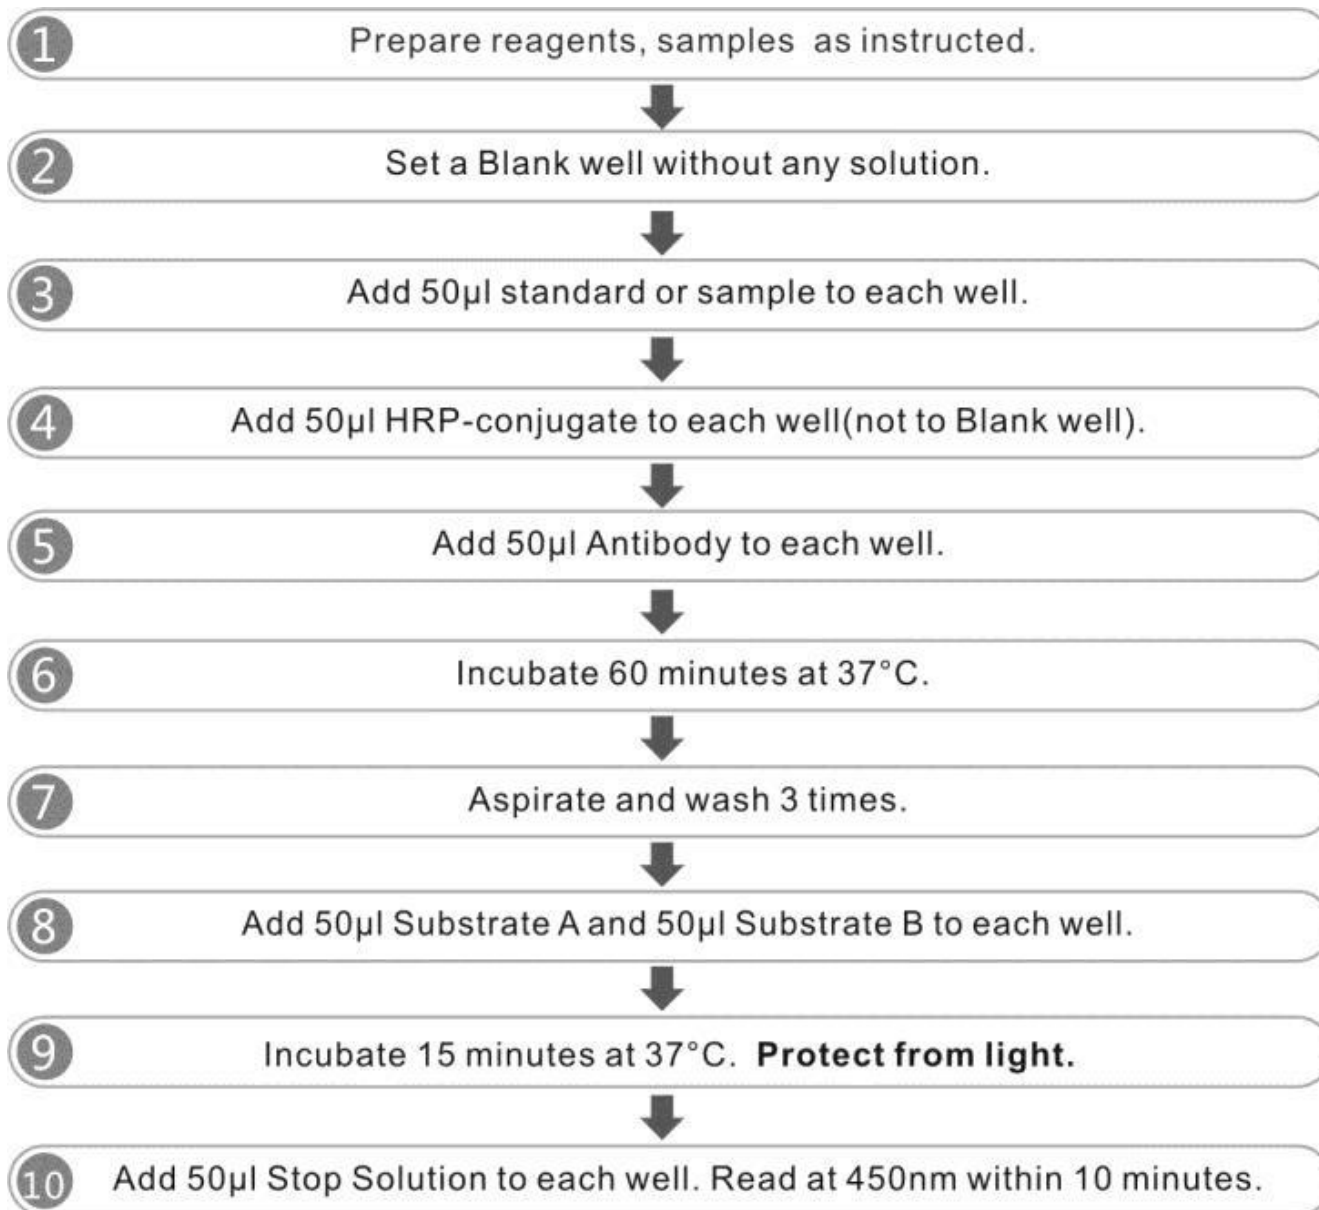 1 Prepare reagents, samples as instructed.
2 Set a Blank well without any solution.
3 Add 50μl standard or sample to each well.
4 Add 50μl HRP-conjugate to each well(not to Blank well).
5 Add 50μl Antibody to each well.
6 Incubate 60 minutes at 37°C.
7 Aspirate and wash 3 times.
8 Add 50μl Substrate A and 50μl Substrate B to each well.
9 Incubate 15 minutes at 37°C. Protect from light.
10 Add 50μl Stop Solution to each well. Read at 450nm within 10 minutes.